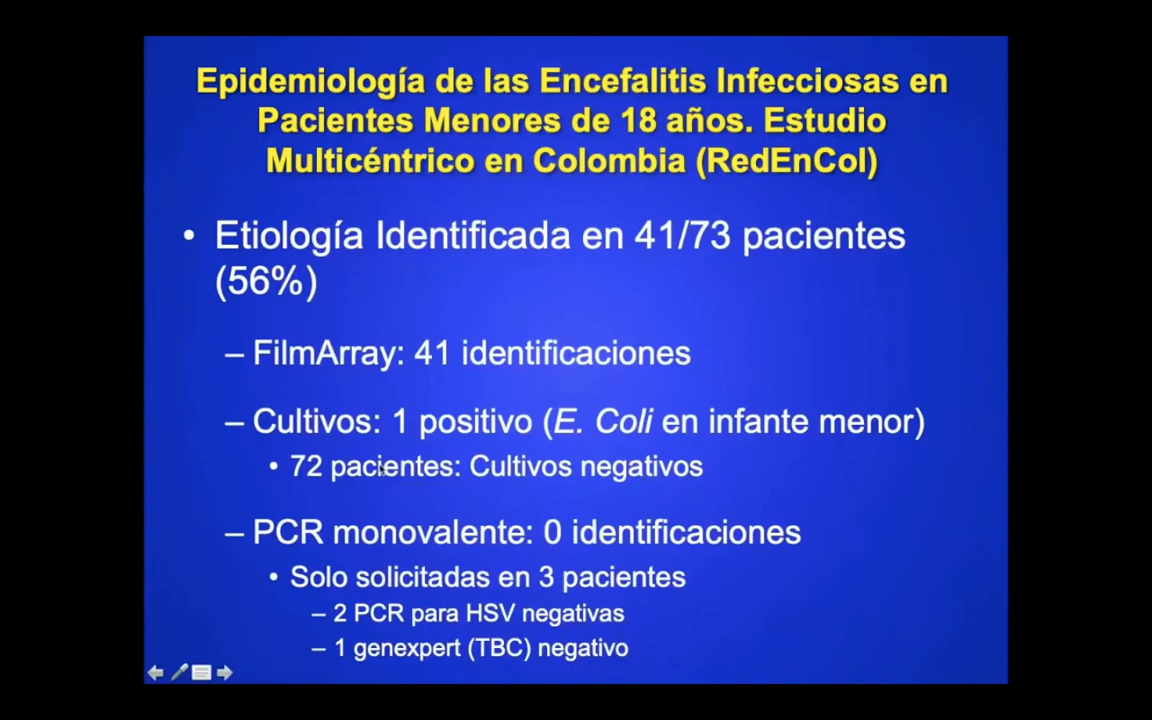 Epidemiología de las Encefalitis Infecciosas en
Pacientes Menores de 18 años. Estudio
Multicéntrico en Colombia (RedEnCol)
• Etiología Identificada en 41/73 pacientes
(56%)
– FilmArray: 41 identificaciones
– Cultivos: 1 positivo (E. Coli en infante menor)
• 72 pacientes: Cultivos negativos
– PCR monovalente: 0 identificaciones
• Solo solicitadas en 3 pacientes
– 2 PCR para HSV negativas
– 1 genexpert (TBC) negativo